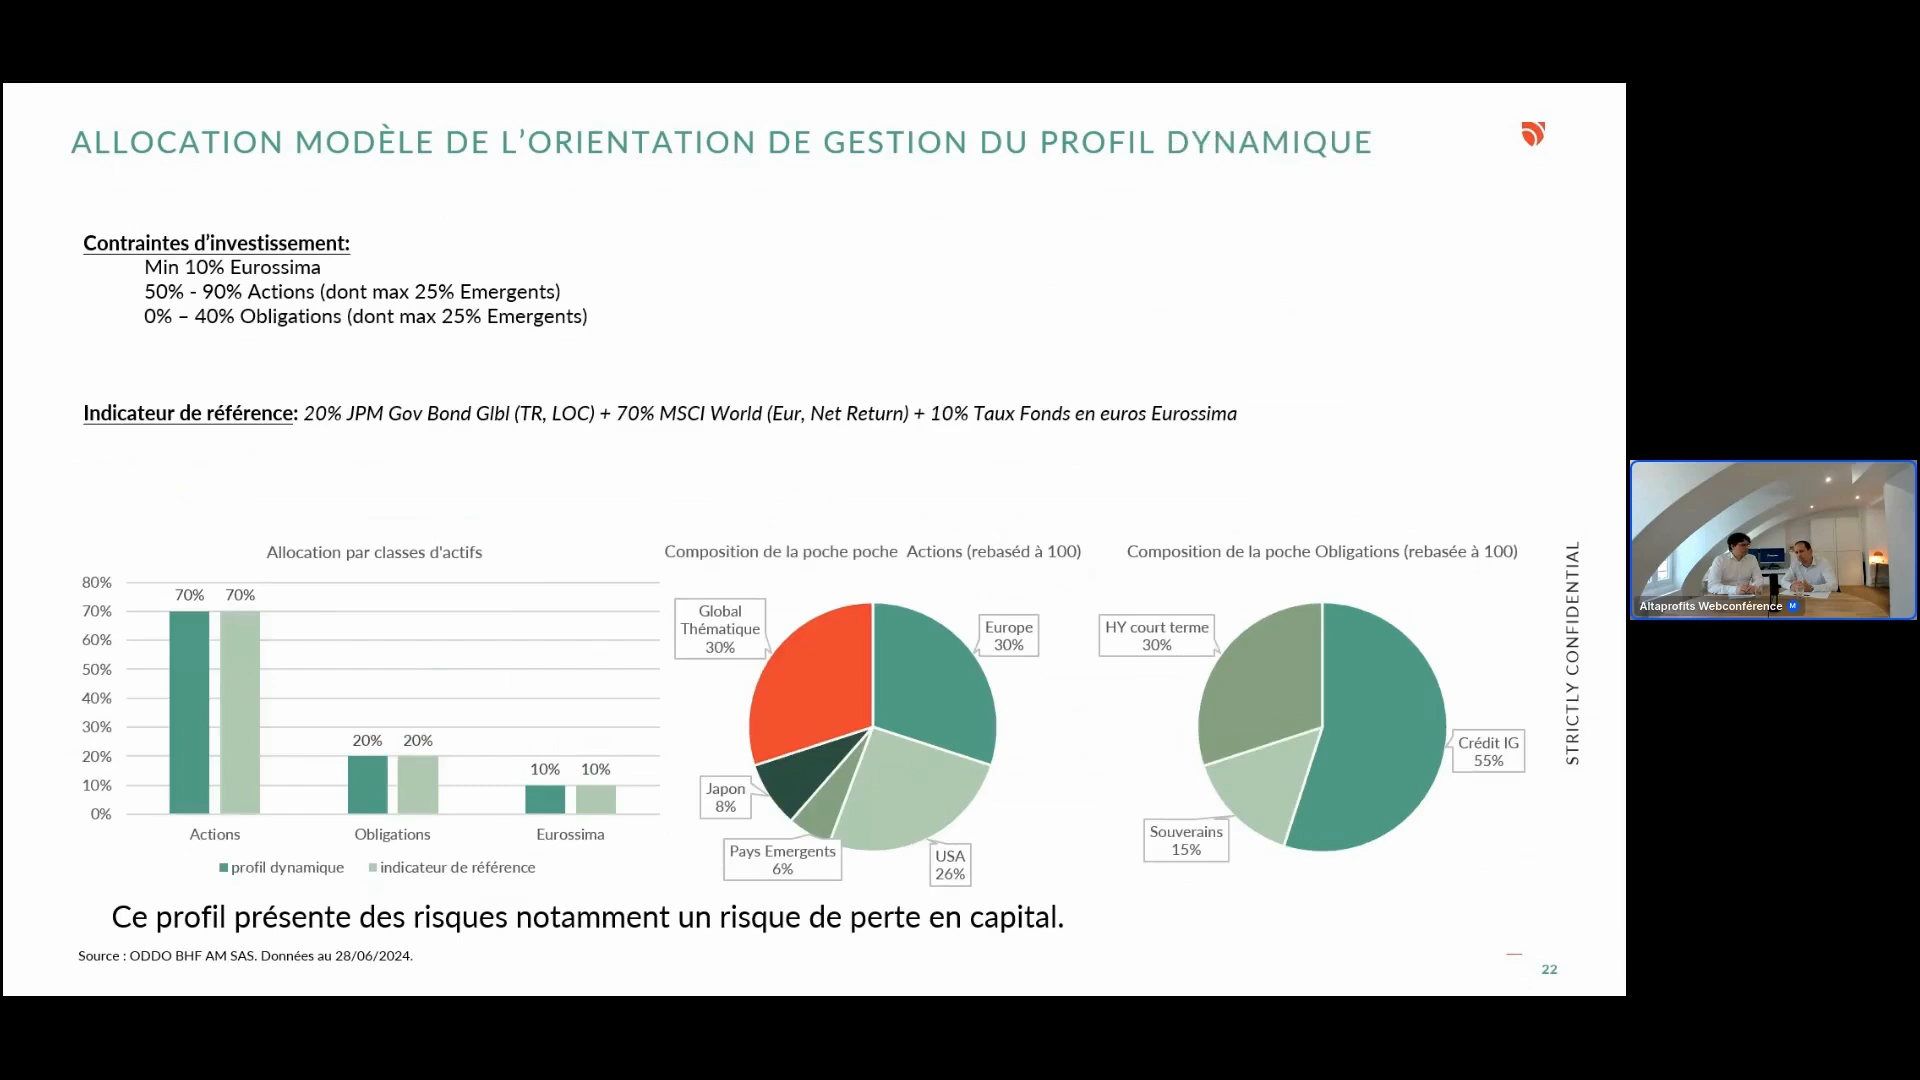 ALLOCATION MODÈLE DE L’ORIENTATION DE GESTION DU PROFIL DYNAMIQUE
Contraintes d’investissement:
Min 10% Eurossima
50% - 90% Actions (dont max 25% Emergents)
0% – 40% Obligations (dont max 25% Emergents)
Indicateur de référence: 20% JPM Gov Bond Glbl (TR, LOC) + 70% MSCI World (Eur, Net Return) + 10% Taux Fonds en euros Eurossima
Allocation par classes d'actifs
80%
70%
60%
50%
40%
30%
20%
10%
0%
70%
70%
20%
20%
10%
10%
Actions
Obligations
Eurossima
profil dynamique
indicateur de référence
Composition de la poche poche Actions (rebaséd à 100)
Global
Thématique
30%
Europe
30%
Japon
8%
Pays Emergents
6%
USA
26%
Composition de la poche Obligations (rebasée à 100)
HY court terme
30%
Crédit IG
55%
Souverains
15%
STRICTLY CONFIDENTIAL
Ce profil présente des risques notamment un risque de perte en capital.
Source : ODDO BHF AM SAS. Données au 28/06/2024.
22
Altaprofits Webconférence
M